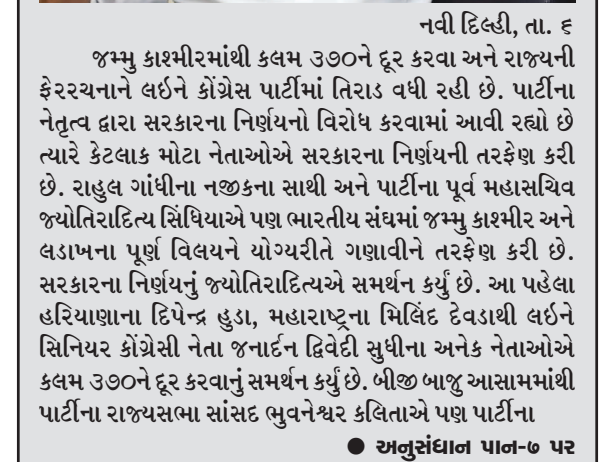 નવી દિલ્હી, તા. ૬
જમ્મુ કાશ્મીરમાંથી કલમ ૩૭૦ને દૂર કરવા અને રાજ્યની
ફેરરચનાને લઇને કોંગ્રેસ પાર્ટીમાં તિરાડ વધી રહી છે. પાર્ટીના
નેતૃત્વ દ્વારા સરકારના નિર્ણયનો વિરોધ કરવામાં આવી રહ્યો છે
ત્યારે કેટલાક મોટા નેતાઓએ સરકારના નિર્ણયની તરફેણ કરી
છે. રાહુલ ગાંધીના નજીકના સાથી અને પાર્ટીના પૂર્વ મહાસચિવ
જ્યોતિરાદિત્ય સિંધિયાએ પણ ભારતીય સંઘમાં જમ્મુ કાશ્મીર અને
લડાખના પૂર્ણ વિલયને યોગ્યરીતે ગણાવીને તરફેણ કરી છે.
સરકારના નિર્ણયનું જ્યોતિરાદિત્યએ સમર્થન કર્યું છે. આ પહેલા
હરિયાણાના દિપેન્દ્ર હુડા, મહારાષ્ટ્રના મિલિંદ દેવડાથી લઇને
સિનિયર કોંગ્રેસી નેતા જનાર્દન દ્વિવેદી સુધીના અનેક નેતાઓએ
કલમ ૩૭૦ને દૂર કરવાનું સમર્થન કર્યું છે. બીજી બાજુ આસામમાંથી
પાર્ટીના રાજ્યસભા સાંસદ ભુવનેશ્વર કલિતાએ પણ પાર્ટીના
● અનુસંધાન પાન-૭ પર